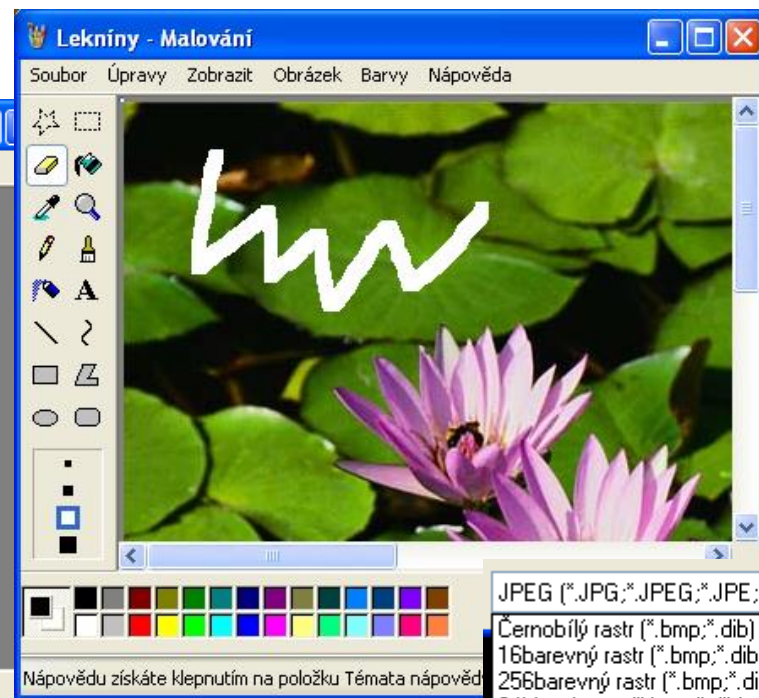 Lekníny - Malování
Soubor Úpravy Zobrazit Obrázek Barvy Nápověda
A
JPEG (*.JPG;*.JPEG;*.JPE;
Černobílý rastr (*.bmp;*.dib)
16barevný rastr (*.bmp;*.dib
256barevný rastr (*.bmp;*.di
Nápovědu získáte klepnutím na položku Témata nápověd